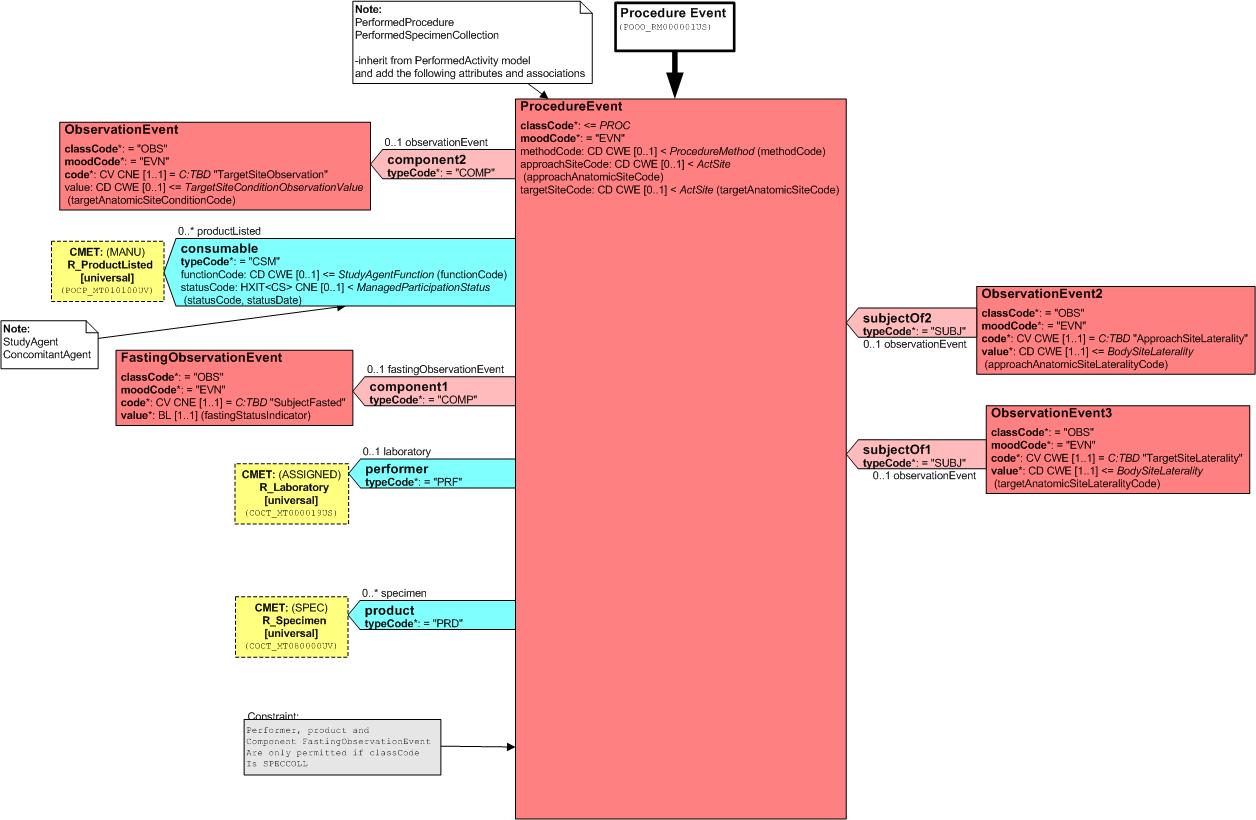 Note:
PerformedProcedure
PerformedSpecimenCollection
-inherit from PerformedActivity model
and add the following attributes and associations
Procedure Event
(POOO_RM000001US)
ProcedureEvent
classCode*: <= PROC
moodCode*: = "EVN"
methodCode: CD CWE [0..1] < ProcedureMethod (methodCode)
approachSiteCode: CD CWE [0..1] < ActSite
(approachAnatomicSiteCode)
targetSiteCode: CD CWE [0..1] < ActSite (targetAnatomicSiteCode)
ObservationEvent
classCode*: = "OBS"
moodCode*: = "EVN"
code*: CV CNE [1..1] = C:TBD "TargetSiteObservation"
value: CD CWE [0..1] <= TargetSiteConditionObservationValue
(targetAnatomicSiteConditionCode)
0..1 observationEvent
component2
typeCode*: = "COMP"
0..* productListed
consumable
typeCode*: = "CSM"
functionCode: CD CWE [0..1] <= StudyAgentFunction (functionCode)
statusCode: HXIT<CS> CNE [0..1] < ManagedParticipationStatus
(statusCode, statusDate)
CMET: (MANU)
R_ProductListed
[universal]
(POCP_MT010100UV)
Note:
StudyAgent
ConcomitantAgent
FastingObservationEvent
classCode*: = "OBS"
moodCode*: = "EVN"
code*: CV CNE [1..1] = C:TBD "SubjectFasted"
value*: BL [1..1] (fastingStatusIndicator)
0..1 fastingObservationEvent
component1
typeCode*: = "COMP"
0..1 laboratory
performer
typeCode*: = "PRF"
CMET: (ASSIGNED)
R_Laboratory
[universal]
(COCT_MT000019US)
0..* specimen
product
typeCode*: = "PRD"
CMET: (SPEC)
R_Specimen
[universal]
(COCT_MT080000UV)
Constraint:
Performer, product and
Component FastingObservationEvent
Are only permitted if classCode
Is SPECCOLL
subjectOf2
typeCode*: = "SUBJ"
0..1 observationEvent
ObservationEvent2
classCode*: = "OBS"
moodCode*: = "EVN"
code*: CV CWE [1..1] = C:TBD "ApproachSiteLaterality"
value*: CD CWE [1..1] <= BodySiteLaterality
(approachAnatomicSiteLateralityCode)
subjectOf1
typeCode*: = "SUBJ"
0..1 observationEvent
ObservationEvent3
classCode*: = "OBS"
moodCode*: = "EVN"
code*: CV CWE [1..1] = C:TBD "TargetSiteLaterality"
value*: CD CWE [1..1] <= BodySiteLaterality
(targetAnatomicSiteLateralityCode)